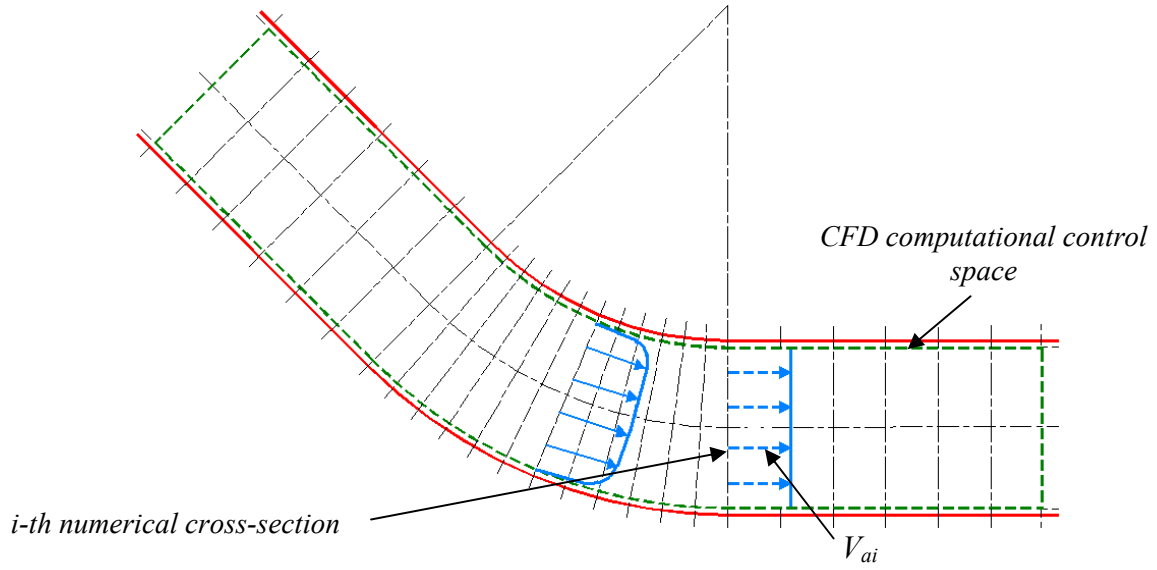 CFD computational control
space
i-th numerical cross-section
Vai